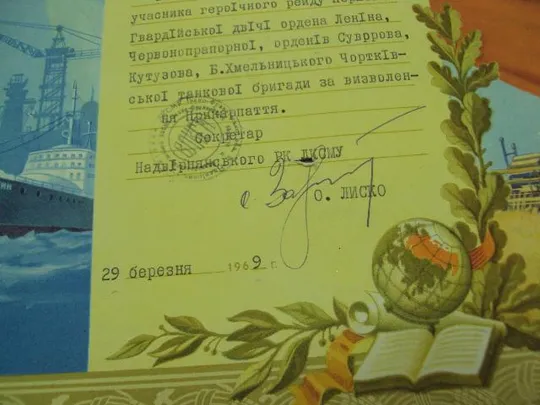 учасника героїчного рейду
Гвардійської двічі ордена Леніна,
Червонопрапорної, орденів Суврова,
Кутузова, Б.Хмельницького Чортків-
ської танкової бригади за визволен-
ня Прикарпаття.
Секретар
Надвірнянського РК ЛКСМУ
О. ЛИСКО
29 березня 1969 г.